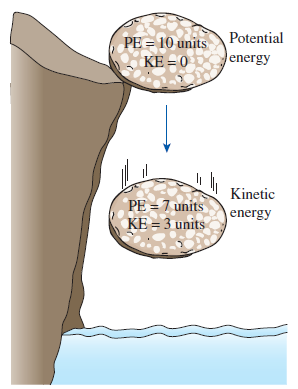 PE = 10 units
KE = 0
Potential
energy
PE = 7 units
KE = 3 units
Kinetic
energy